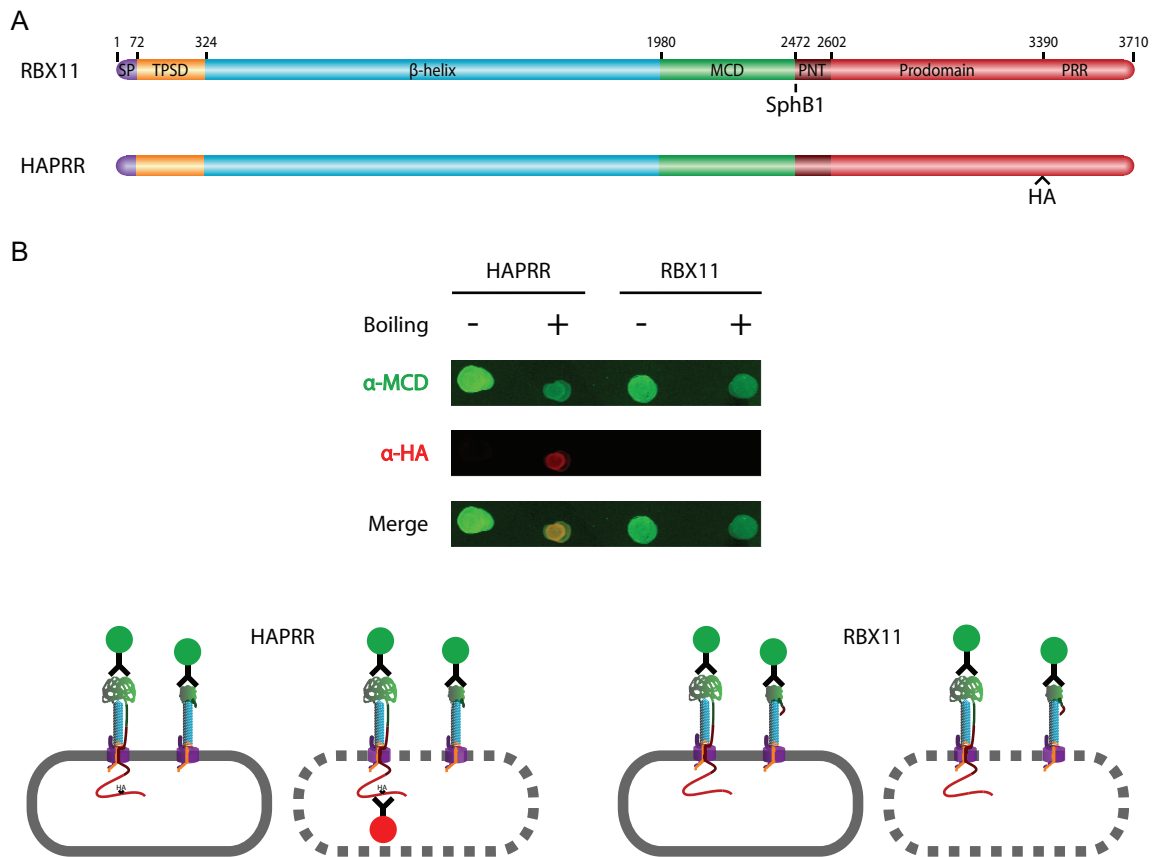 A
1 72 324 1980 2472 2602 3390 3710
RBX11 SP TPSD β-helix MCD PNT Prodomain PRR
SphB1
HAPRR
HA
B
HAPRR RBX11
Boiling - + - +
α-MCD
α-HA
Merge
HAPRR RBX11
HA HA